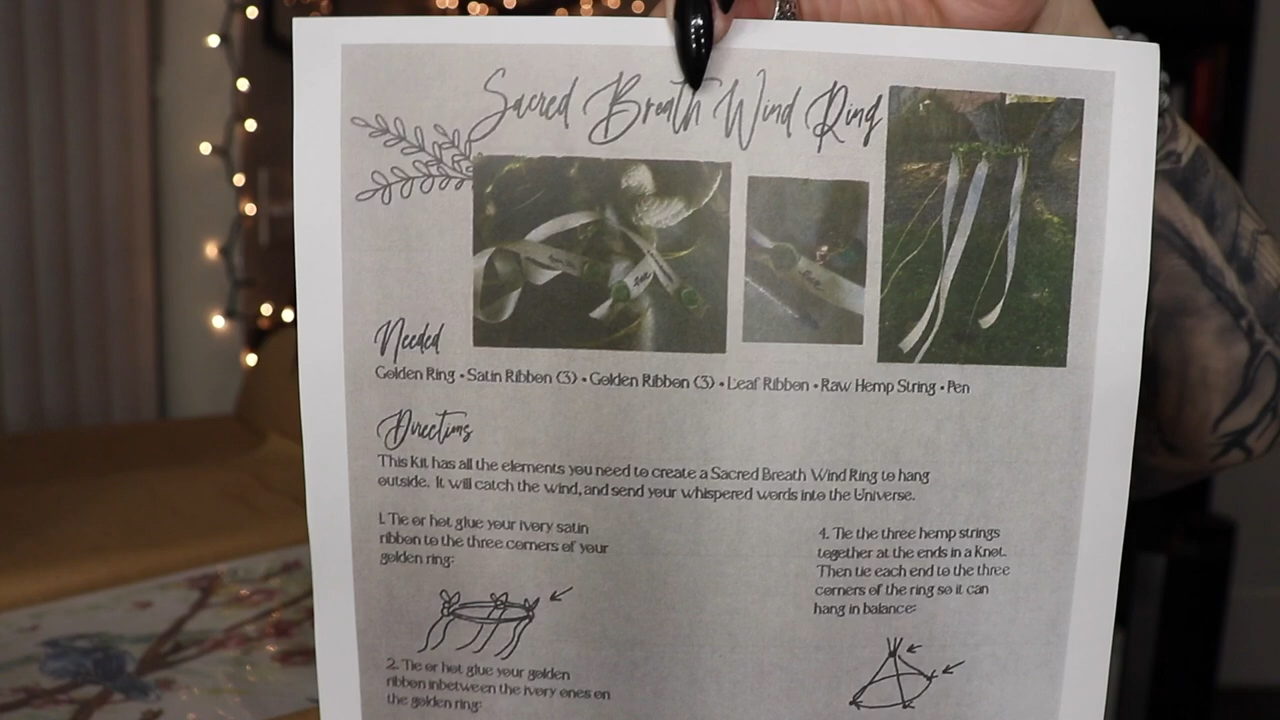 Sacred Breath Wind Ring
Needed
Golden Ring • Satin Ribbon (3) • Golden Ribbon (3) • Leaf Ribbon • Raw Hemp String • Pen
Directions
This Kit has all the elements you need to create a Sacred Breath Wind Ring to hang
outside. It will catch the wind, and send your whispered words into the Universe.
1. Tie or hot glue your ivory satin
ribbon to the three corners of your
golden ring:
2. Tie or hot glue your golden
ribbon inbetween the ivory ones on
the golden ring:
4. Tie the three hemp strings
together at the ends in a Knot.
Then tie each end to the three
corners of the ring so it can
hang in balance: